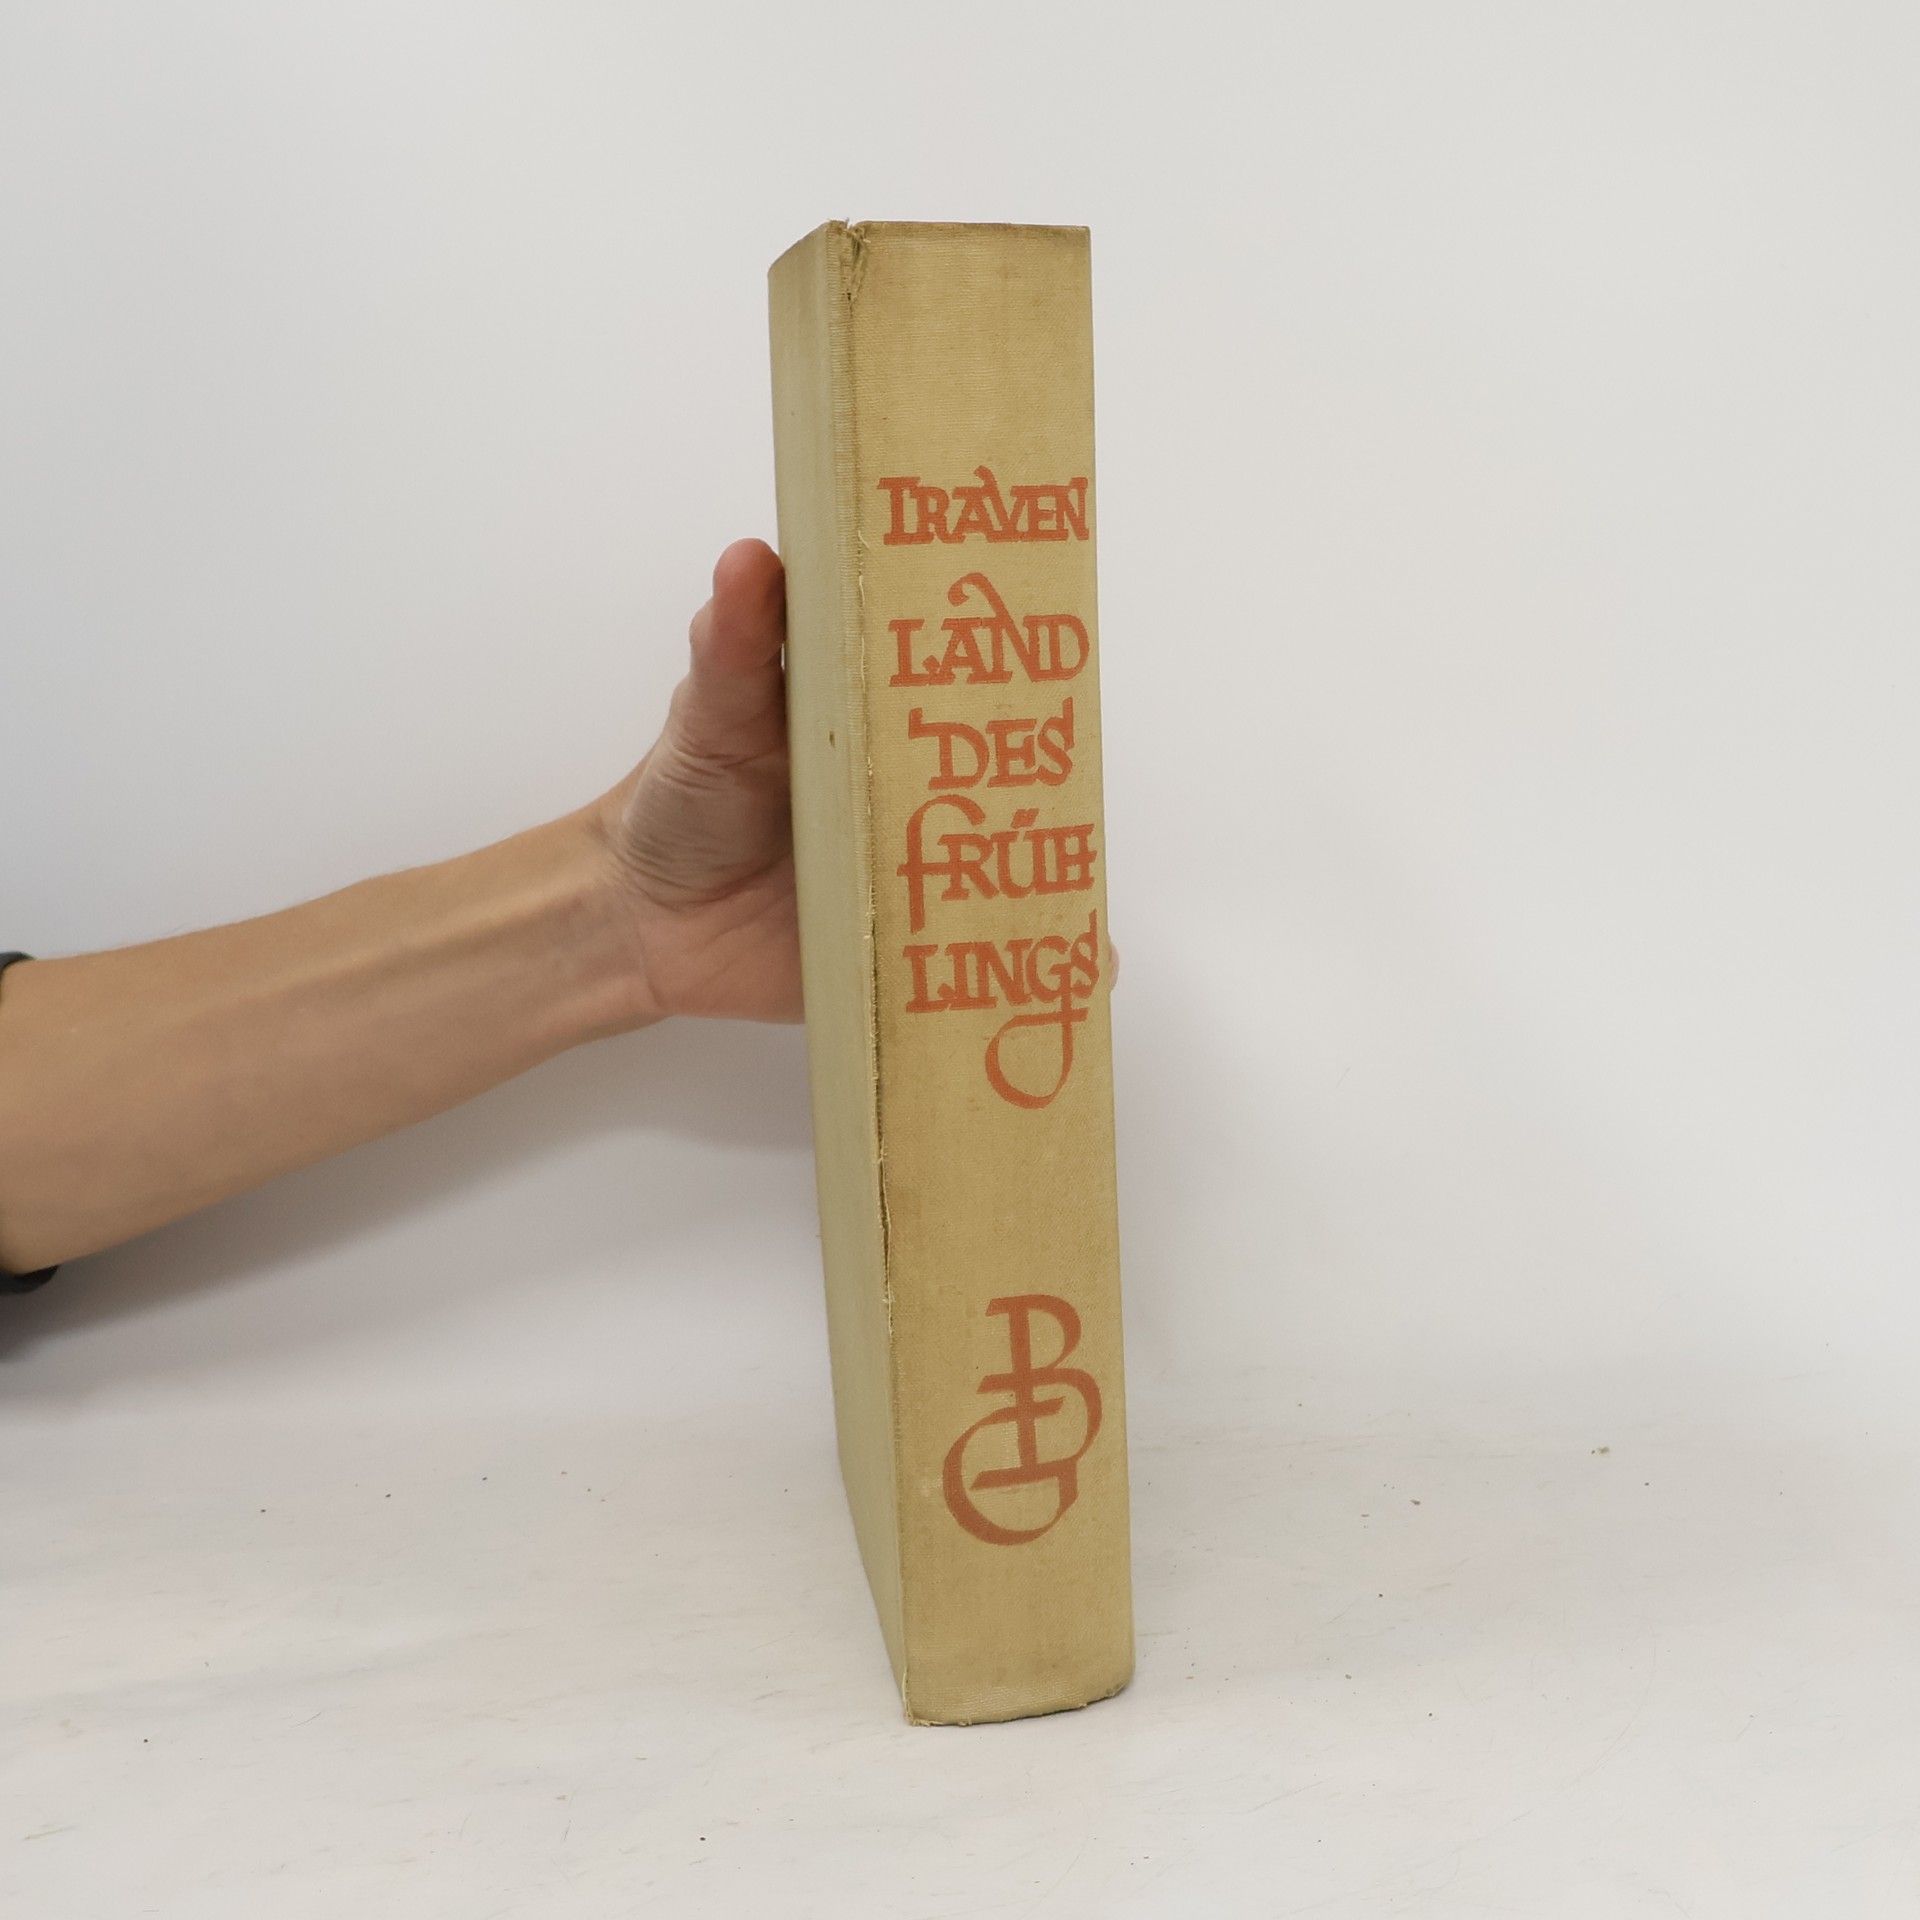 TRAVEN
LAND
DES
FRÜH
LINGS
BG